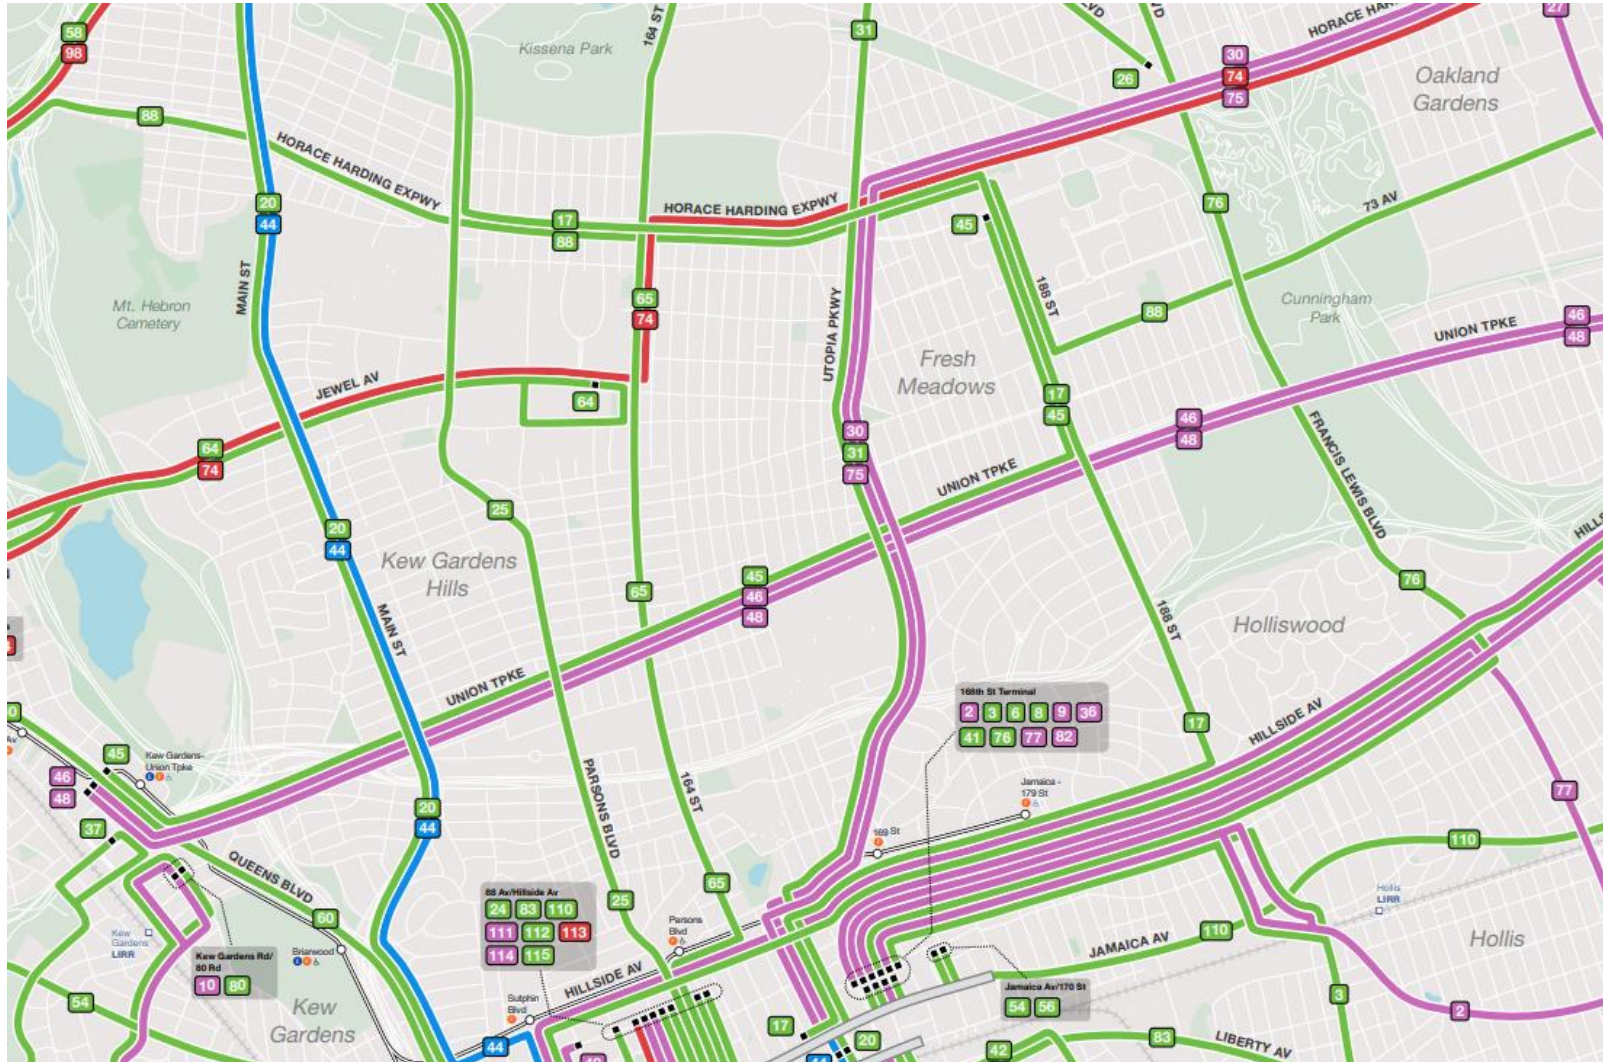 58
98
88
Kissena Park
164 ST
31
BLVD
26
HORACE HARDING
30
74
75
27
Oakland
Gardens
HORACE HARDING EXPWY
20
44
17
88
HORACE HARDING EXPWY
45
76
73 AV
MAIN ST
Mt. Hebron
Cemetery
65
74
UTOPIA PKWY
188 ST
88
Cunningham
Park
UNION TPKE
46
48
Fresh
Meadows
JEWEL AV
64
17
45
46
48
64
74
30
31
75
UNION TPKE
FRANCIS LEWIS BLVD
25
20
44
Kew Gardens
Hills
45
46
48
65
76
MAIN ST
188 ST
Holliswood
UNION TPKE
168th St Terminal
2 3 6 8 9 36
41 76 77 82
17
HILLSIDE AV
45
Kew Gardens-
Union Tpke
46
48
PARSONS BLVD
164 ST
Jamaica -
179 St
77
20
44
37
169 St
110
QUEENS BLVD
65
88 Av/Hillside Av
24 83 110
111 112 113
114 115
25
60
Parsons
Blvd
Hollis
LIRR
Kew
Gardens
LIRR
Briarwood
110
JAMAICA AV
Hollis
Kew Gardens Rd/
80 Rd
10 80
HILLSIDE AV
Jamaica Av/170 St
54 56
54
Kew
Gardens
Sutphin
Blvd
3
2
17
20
44
42
83
LIBERTY AV